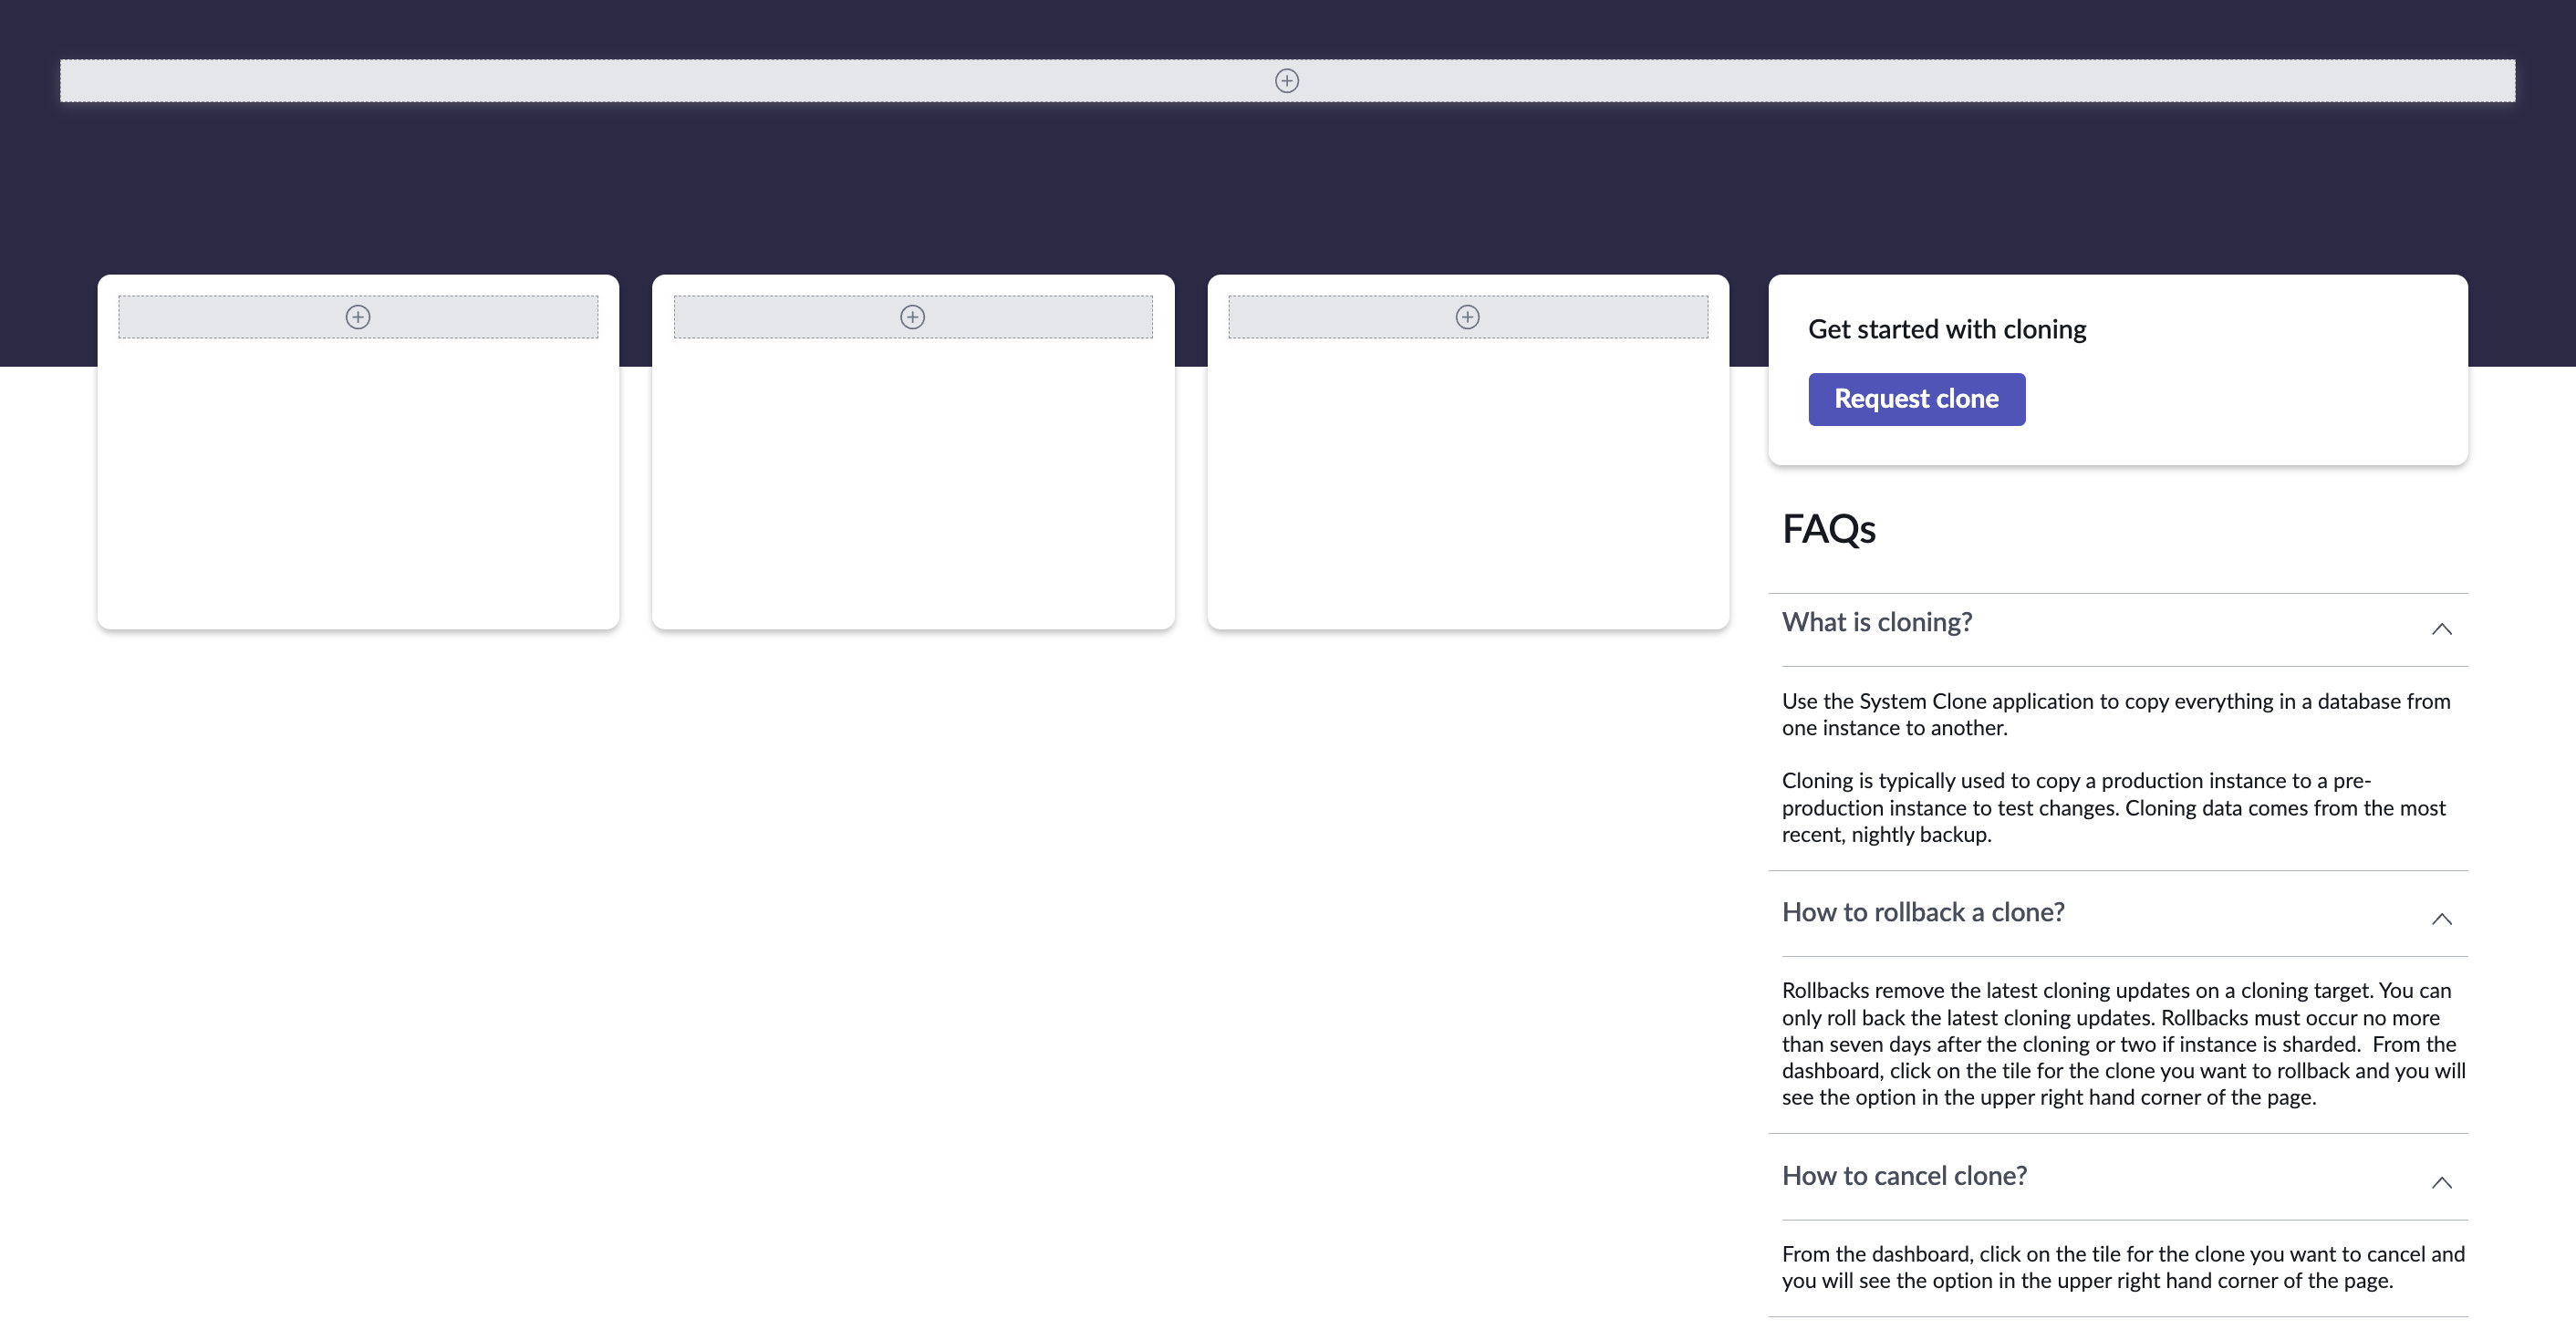 Get started with cloning
Request clone
FAQs
What is cloning?
Use the System Clone application to copy everything in a database from
one instance to another.
Cloning is typically used to copy a production instance to a pre-
production instance to test changes. Cloning data comes from the most
recent, nightly backup.
How to rollback a clone?
Rollbacks remove the latest cloning updates on a cloning target. You can
only roll back the latest cloning updates. Rollbacks must occur no more
than seven days after the cloning or two if instance is sharded.  From the
dashboard, click on the tile for the clone you want to rollback and you will
see the option in the upper right hand corner of the page.
How to cancel clone?
From the dashboard, click on the tile for the clone you want to cancel and
you will see the option in the upper right hand corner of the page.